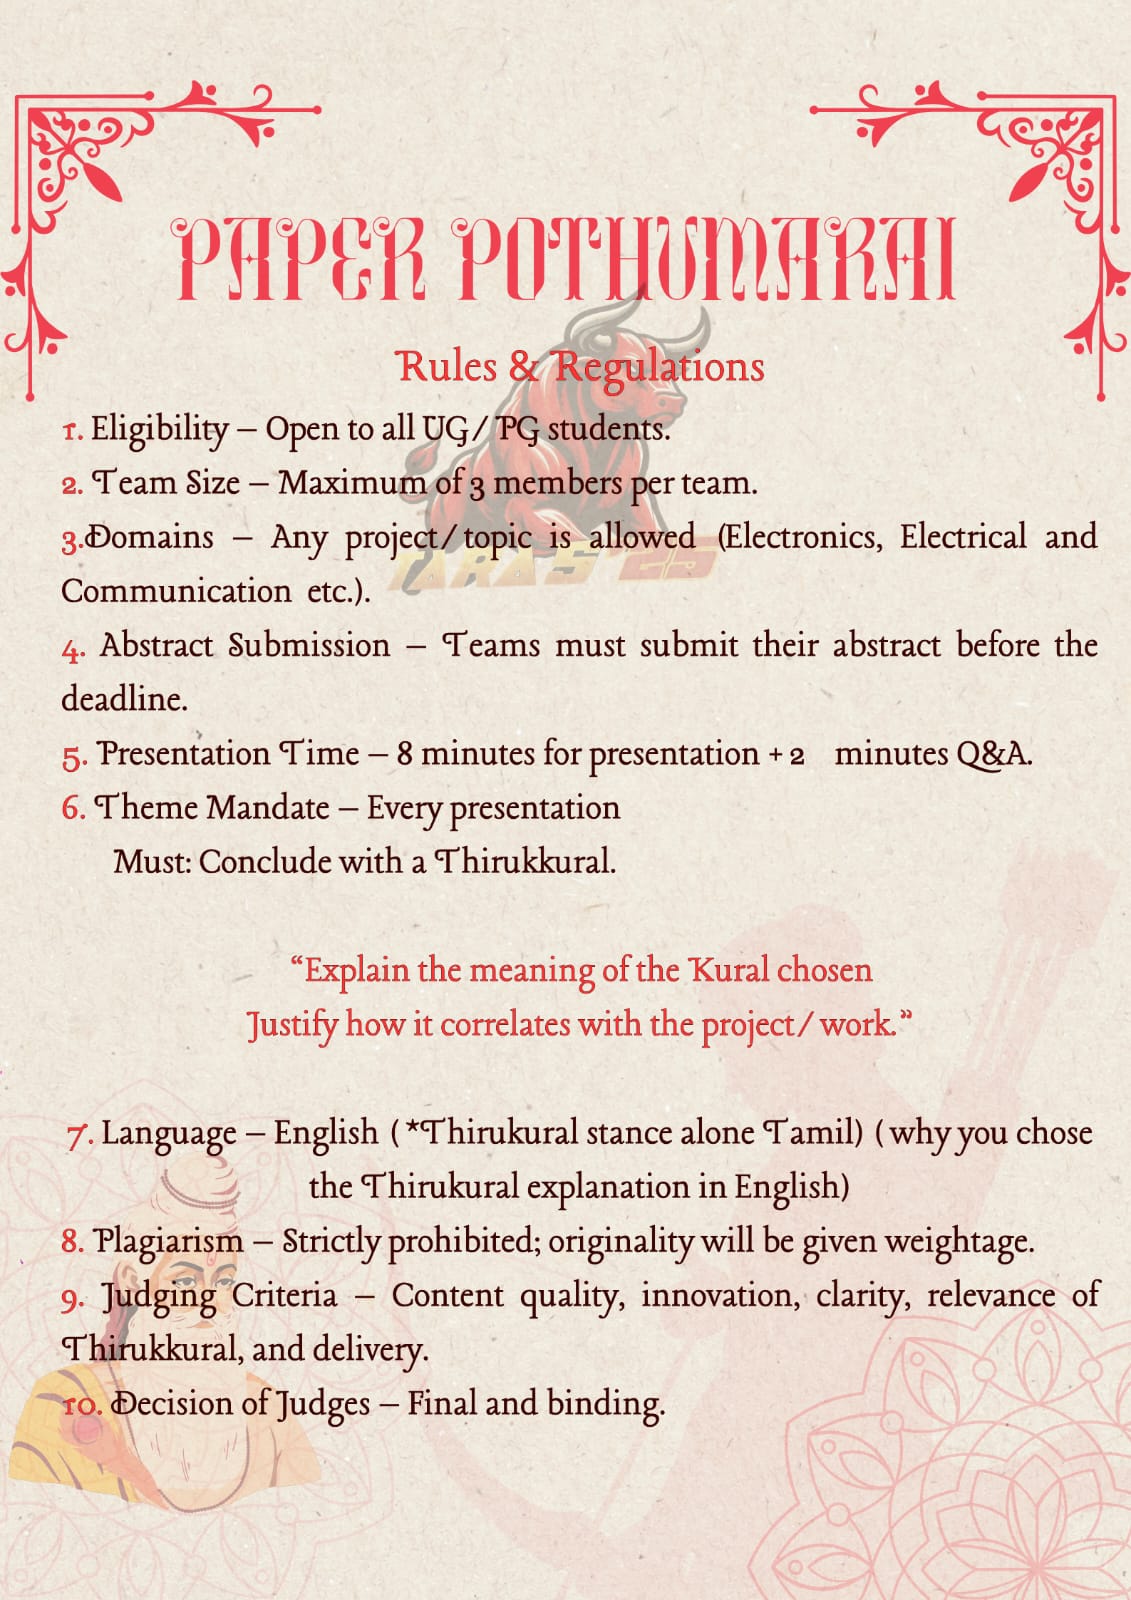 PAPER POTHUMARAI
Rules & Regulations
1. Eligibility – Open to all UG/PG students.
2. Team Size – Maximum of 3 members per team.
3.Domains – Any project/topic is allowed (Electronics, Electrical and
Communication etc.).
TARAS '25
4. Abstract Submission – Teams must submit their abstract before the
deadline.
5. Presentation Time – 8 minutes for presentation + 2 minutes Q&A.
6. Theme Mandate – Every presentation
Must: Conclude with a Thirukkural.
“Explain the meaning of the Kural chosen
Justify how it correlates with the project/work.”
7. Language – English (*Thirukural stance alone Tamil) (why you chose
the Thirukural explanation in English)
8. Plagiarism – Strictly prohibited; originality will be given weightage.
9. Judging Criteria – Content quality, innovation, clarity, relevance of
Thirukkural, and delivery.
10. Decision of Judges – Final and binding.